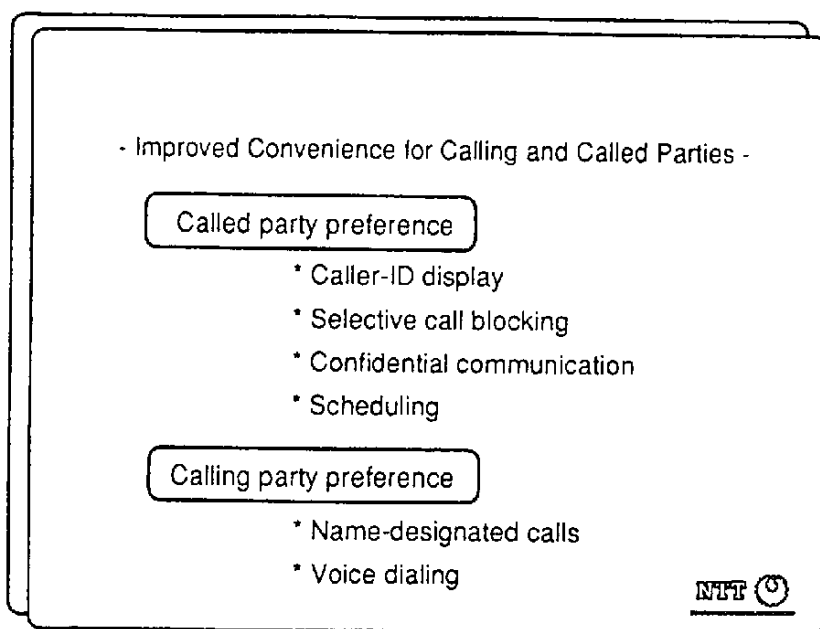 - Improved Convenience for Calling and Called Parties -
Called party preference
* Caller-ID display
* Selective call blocking
* Confidential communication
* Scheduling
Calling party preference
* Name-designated calls
* Voice dialing
NTT